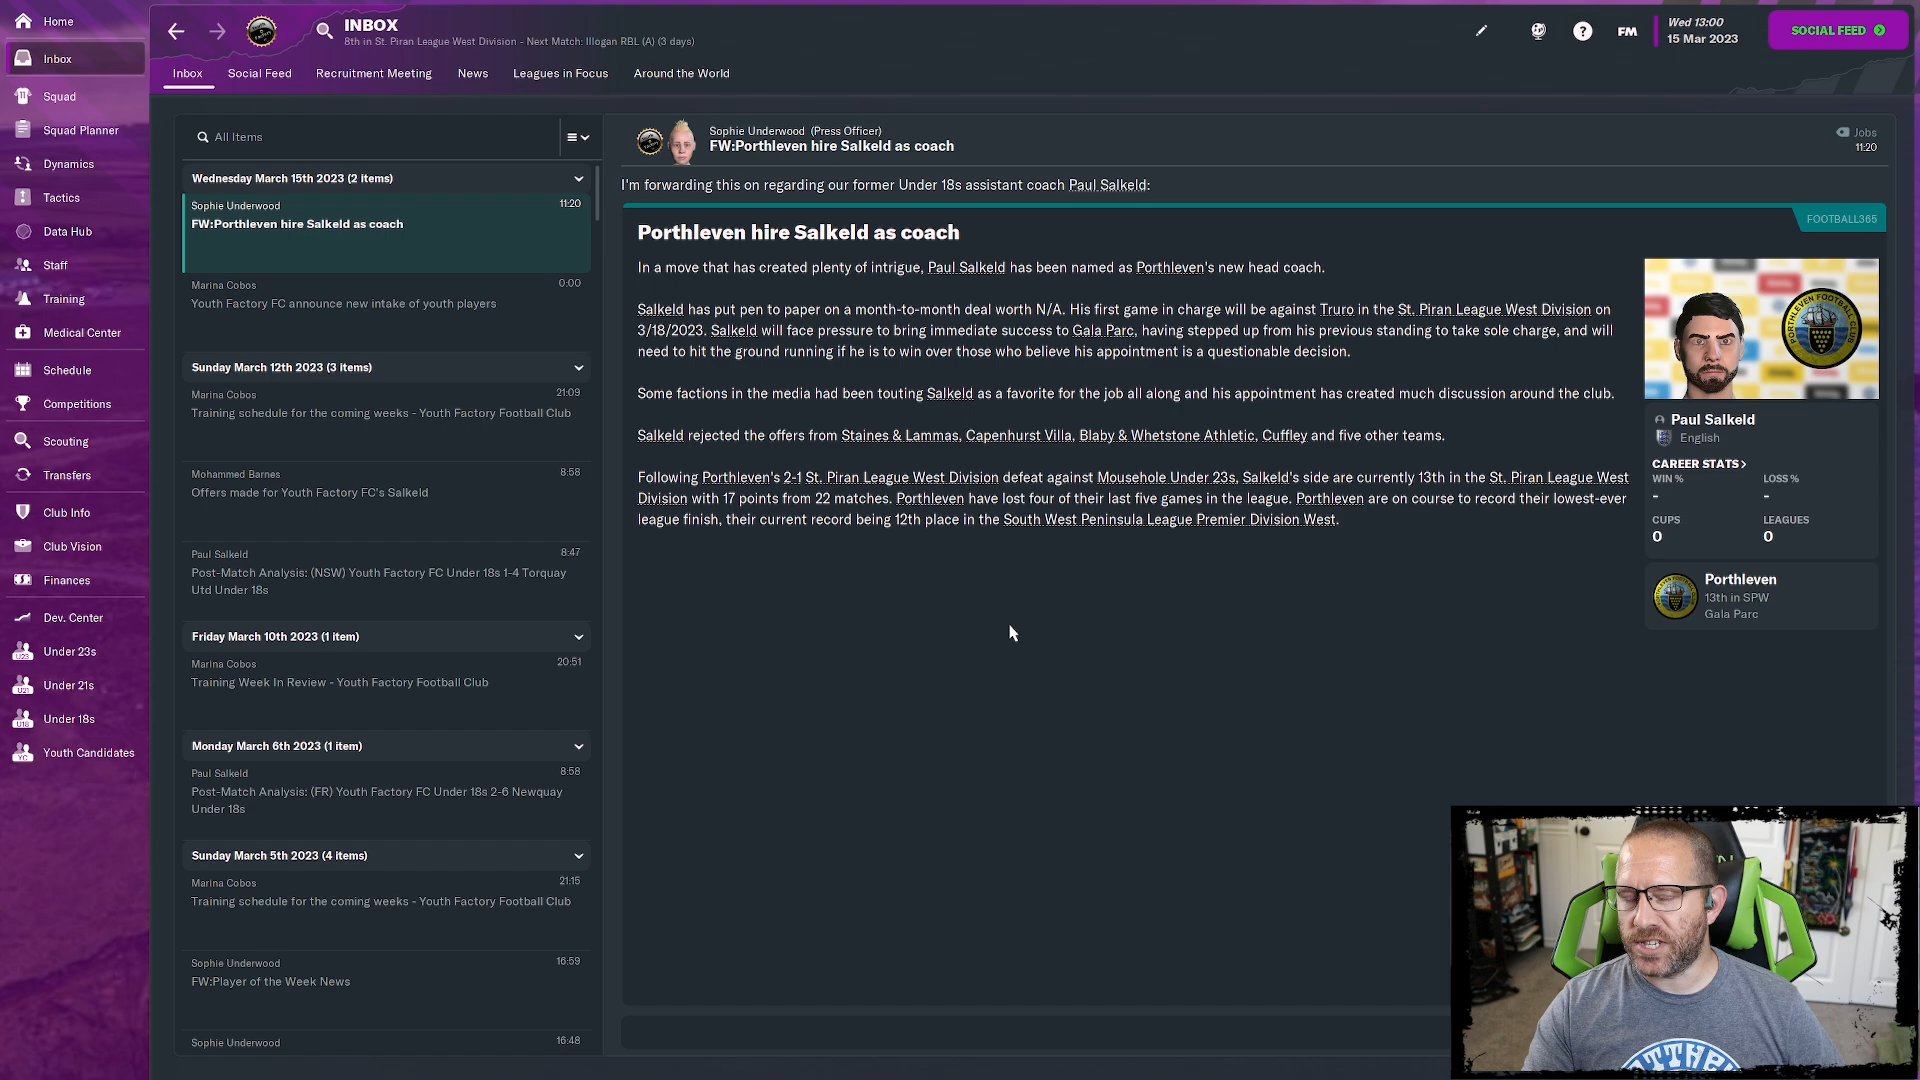 Home
Inbox
Squad
Squad Planner
Dynamics
Tactics
Data Hub
Staff
Training
Medical Center
Schedule
Competitions
Scouting
Transfers
Club Info
Club Vision
Finances
Dev. Center
Under 23s
Under 21s
Under 18s
Youth Candidates
INBOX
8th in St. Piran League West Division - Next Match: Illogan RBL (A) (3 days)
FM
Wed 13:00
15 Mar 2023
SOCIAL FEED
Inbox Social Feed Recruitment Meeting News Leagues in Focus Around the World
All Items
Wednesday March 15th 2023 (2 items)
Sophie Underwood 11:20
FW:Porthleven hire Salkeld as coach
Marina Cobos 0:00
Youth Factory FC announce new intake of youth players
Sunday March 12th 2023 (3 items)
Marina Cobos 21:09
Training schedule for the coming weeks - Youth Factory Football Club
Mohammed Barnes 8:58
Offers made for Youth Factory FC's Salkeld
Paul Salkeld 8:47
Post-Match Analysis: (NSW) Youth Factory FC Under 18s 1-4 Torquay
Utd Under 18s
Friday March 10th 2023 (1 item)
Marina Cobos 20:51
Training Week In Review - Youth Factory Football Club
Monday March 6th 2023 (1 item)
Paul Salkeld 8:58
Post-Match Analysis: (FR) Youth Factory FC Under 18s 2-6 Newquay
Under 18s
Sunday March 5th 2023 (4 items)
Marina Cobos 21:15
Training schedule for the coming weeks - Youth Factory Football Club
Sophie Underwood 16:59
FW:Player of the Week News
Sophie Underwood 16:48
Sophie Underwood (Press Officer)
FW:Porthleven hire Salkeld as coach
Jobs
11:20
I'm forwarding this on regarding our former Under 18s assistant coach Paul Salkeld:
FOOTBALL365
Porthleven hire Salkeld as coach
In a move that has created plenty of intrigue, Paul Salkeld has been named as Porthleven's new head coach.
Salkeld has put pen to paper on a month-to-month deal worth N/A. His first game in charge will be against Truro in the St. Piran League West Division on
3/18/2023. Salkeld will face pressure to bring immediate success to Gala Parc, having stepped up from his previous standing to take sole charge, and will
need to hit the ground running if he is to win over those who believe his appointment is a questionable decision.
Some factions in the media had been touting Salkeld as a favorite for the job all along and his appointment has created much discussion around the club.
Salkeld rejected the offers from Staines & Lammas, Capenhurst Villa, Blaby & Whetstone Athletic, Cuffley and five other teams.
Following Porthleven's 2-1 St. Piran League West Division defeat against Mousehole Under 23s, Salkeld's side are currently 13th in the St. Piran League West
Division with 17 points from 22 matches. Porthleven have lost four of their last five games in the league. Porthleven are on course to record their lowest-ever
league finish, their current record being 12th place in the South West Peninsula League Premier Division West.
PORTHLEVEN FOOTBALL CLUB
Paul Salkeld
English
CAREER STATS >
WIN % LOSS %
- -
CUPS LEAGUES
0 0
Porthleven
13th in SPW
Gala Parc